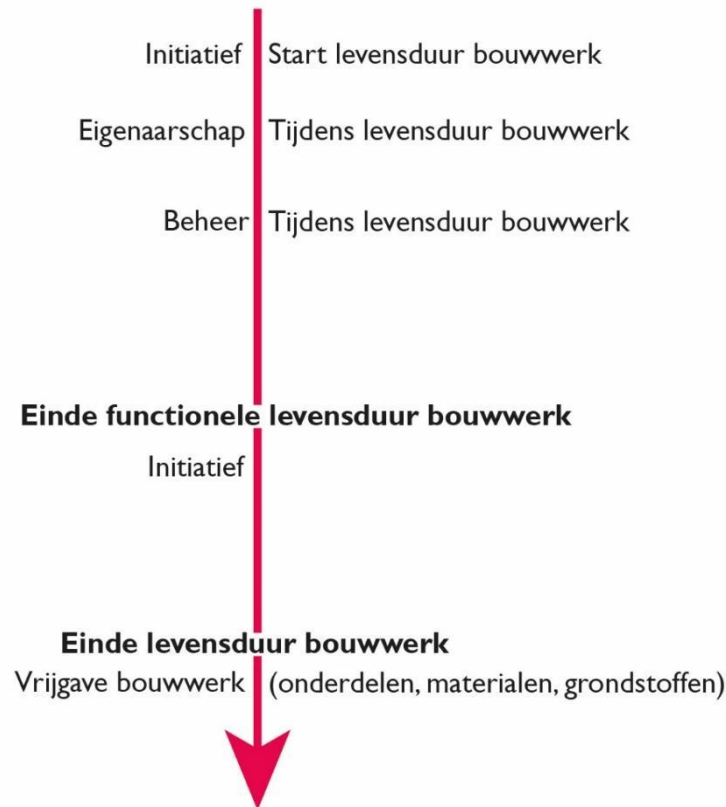 Initiatief Start levensduur bouwwerk
Eigenaarschap Tijdens levensduur bouwwerk
Beheer Tijdens levensduur bouwwerk
Einde functionele levensduur bouwwerk
Initiatief
Einde levensduur bouwwerk
Vrijgave bouwwerk (onderdelen, materialen, grondstoffen)